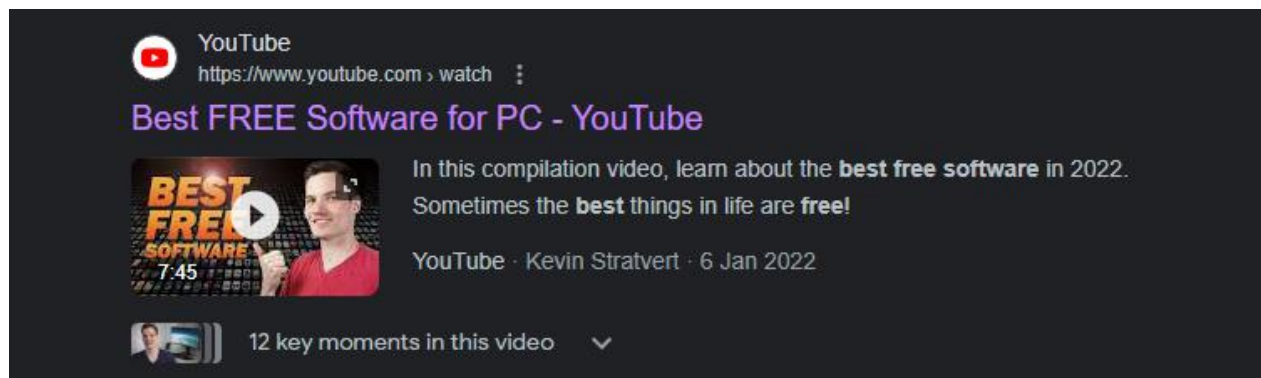 YouTube
https://www.youtube.com › watch
Best FREE Software for PC - YouTube
BEST
FREE
SOFTWARE
7:45
In this compilation video, learn about the best free software in 2022.
Sometimes the best things in life are free!
YouTube · Kevin Stratvert · 6 Jan 2022
12 key moments in this video